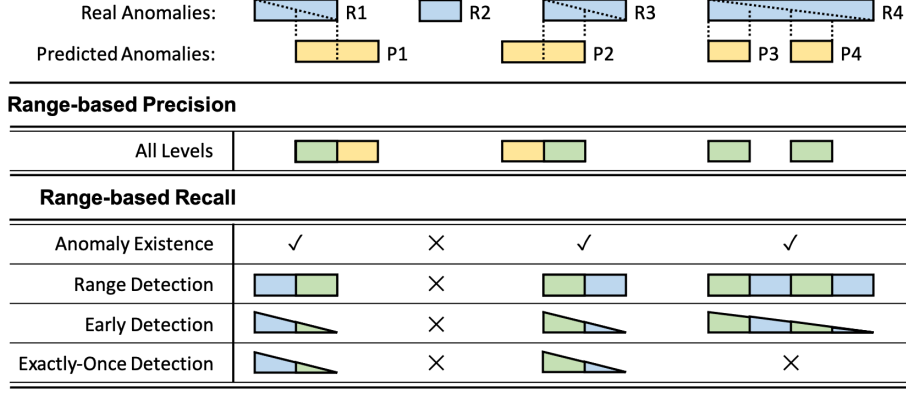 Real Anomalies: R1 R2 R3 R4
Predicted Anomalies: P1 P2 P3 P4
Range-based Precision
All Levels
Range-based Recall
Anomaly Existence ✓ ✕ ✓ ✓
Range Detection ✕
Early Detection ✕
Exactly-Once Detection ✕ ✕